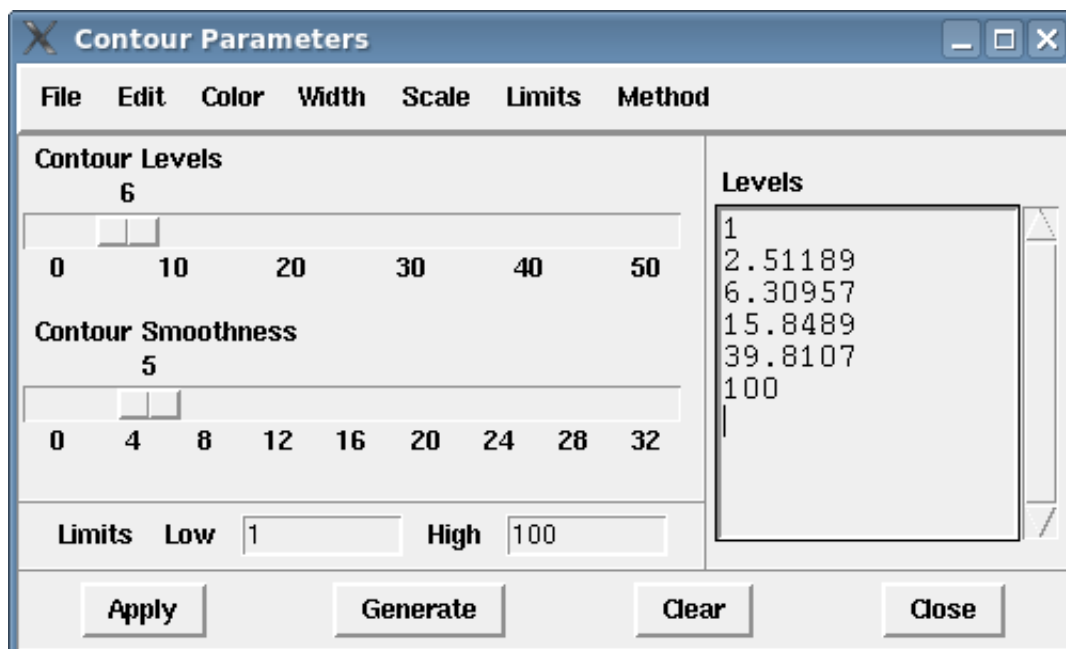 Contour Parameters
File Edit Color Width Scale Limits Method
Contour Levels
6
0 10 20 30 40 50
Contour Smoothness
5
0 4 8 12 16 20 24 28 32
Limits Low 1 High 100
Levels
1
2.51189
6.30957
15.8489
39.8107
100
Apply Generate Clear Close